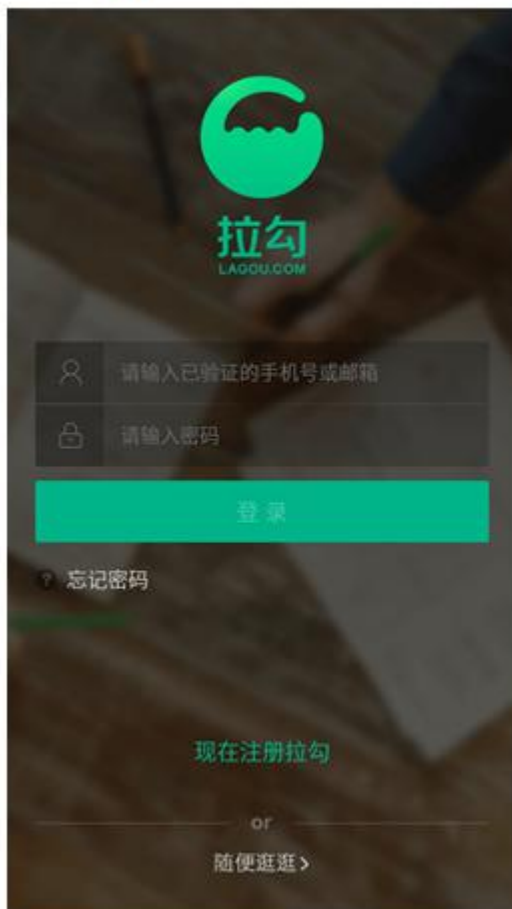 拉勾
LAGOU.COM
请输入已验证的手机号或邮箱
请输入密码
登 录
? 忘记密码
现在注册拉勾
or
随便逛逛>